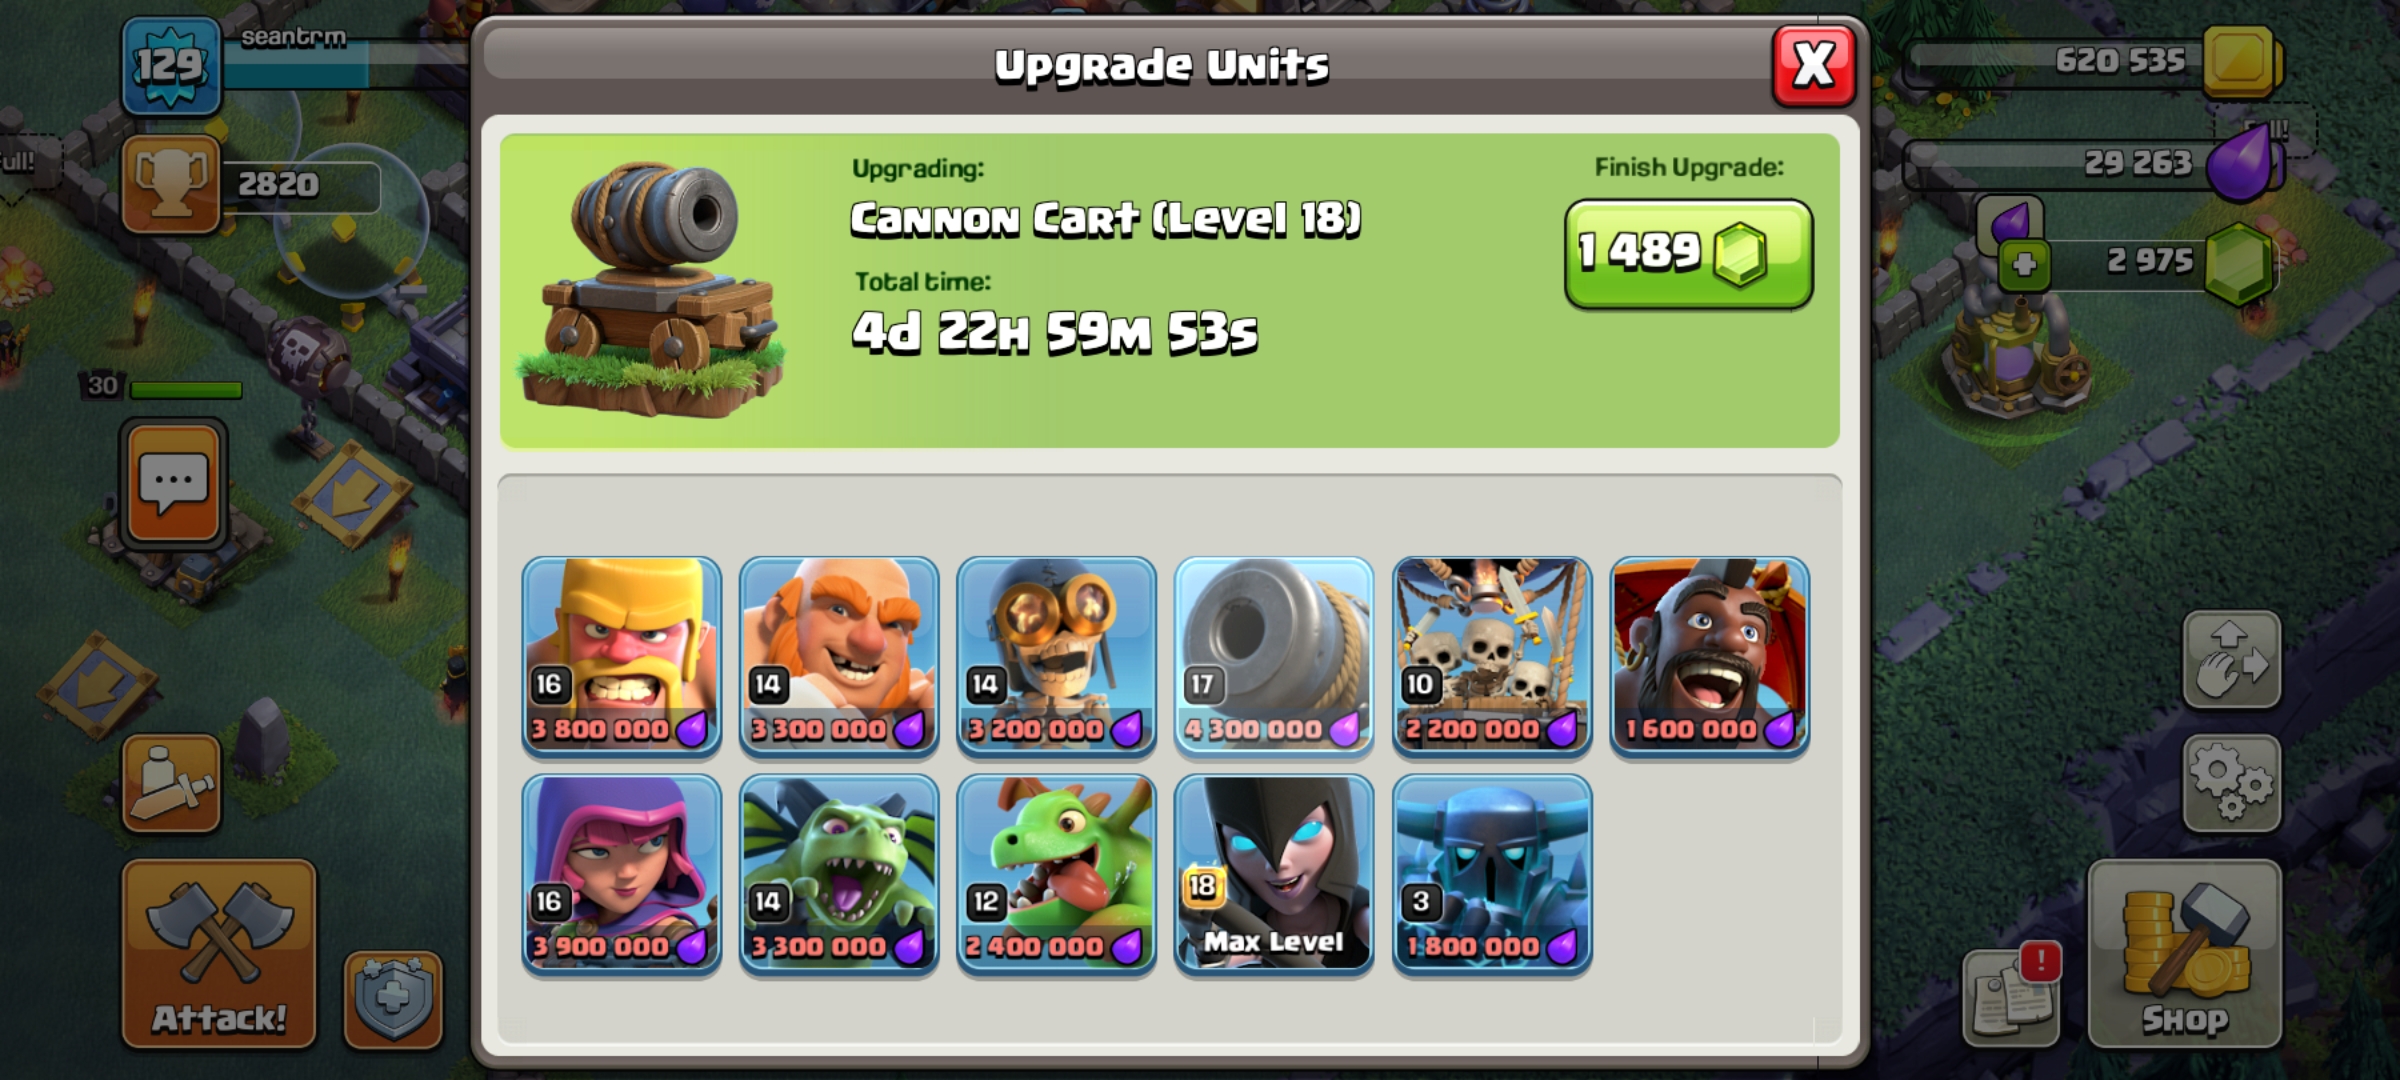 129
seantrm
Upgrade Units
X
620 535
Full!
2820
29 263
2 975
Upgrading:
Cannon Cart (Level 18)
Total time:
4d 22H 59M 53s
Finish Upgrade:
1 489
30
16
3 800 000
14
3 300 000
14
3 200 000
17
4 300 000
10
2 200 000
1 600 000
16
3 900 000
14
3 300 000
12
2 400 000
18
Max Level
3
1 800 000
Attack!
!
Shop